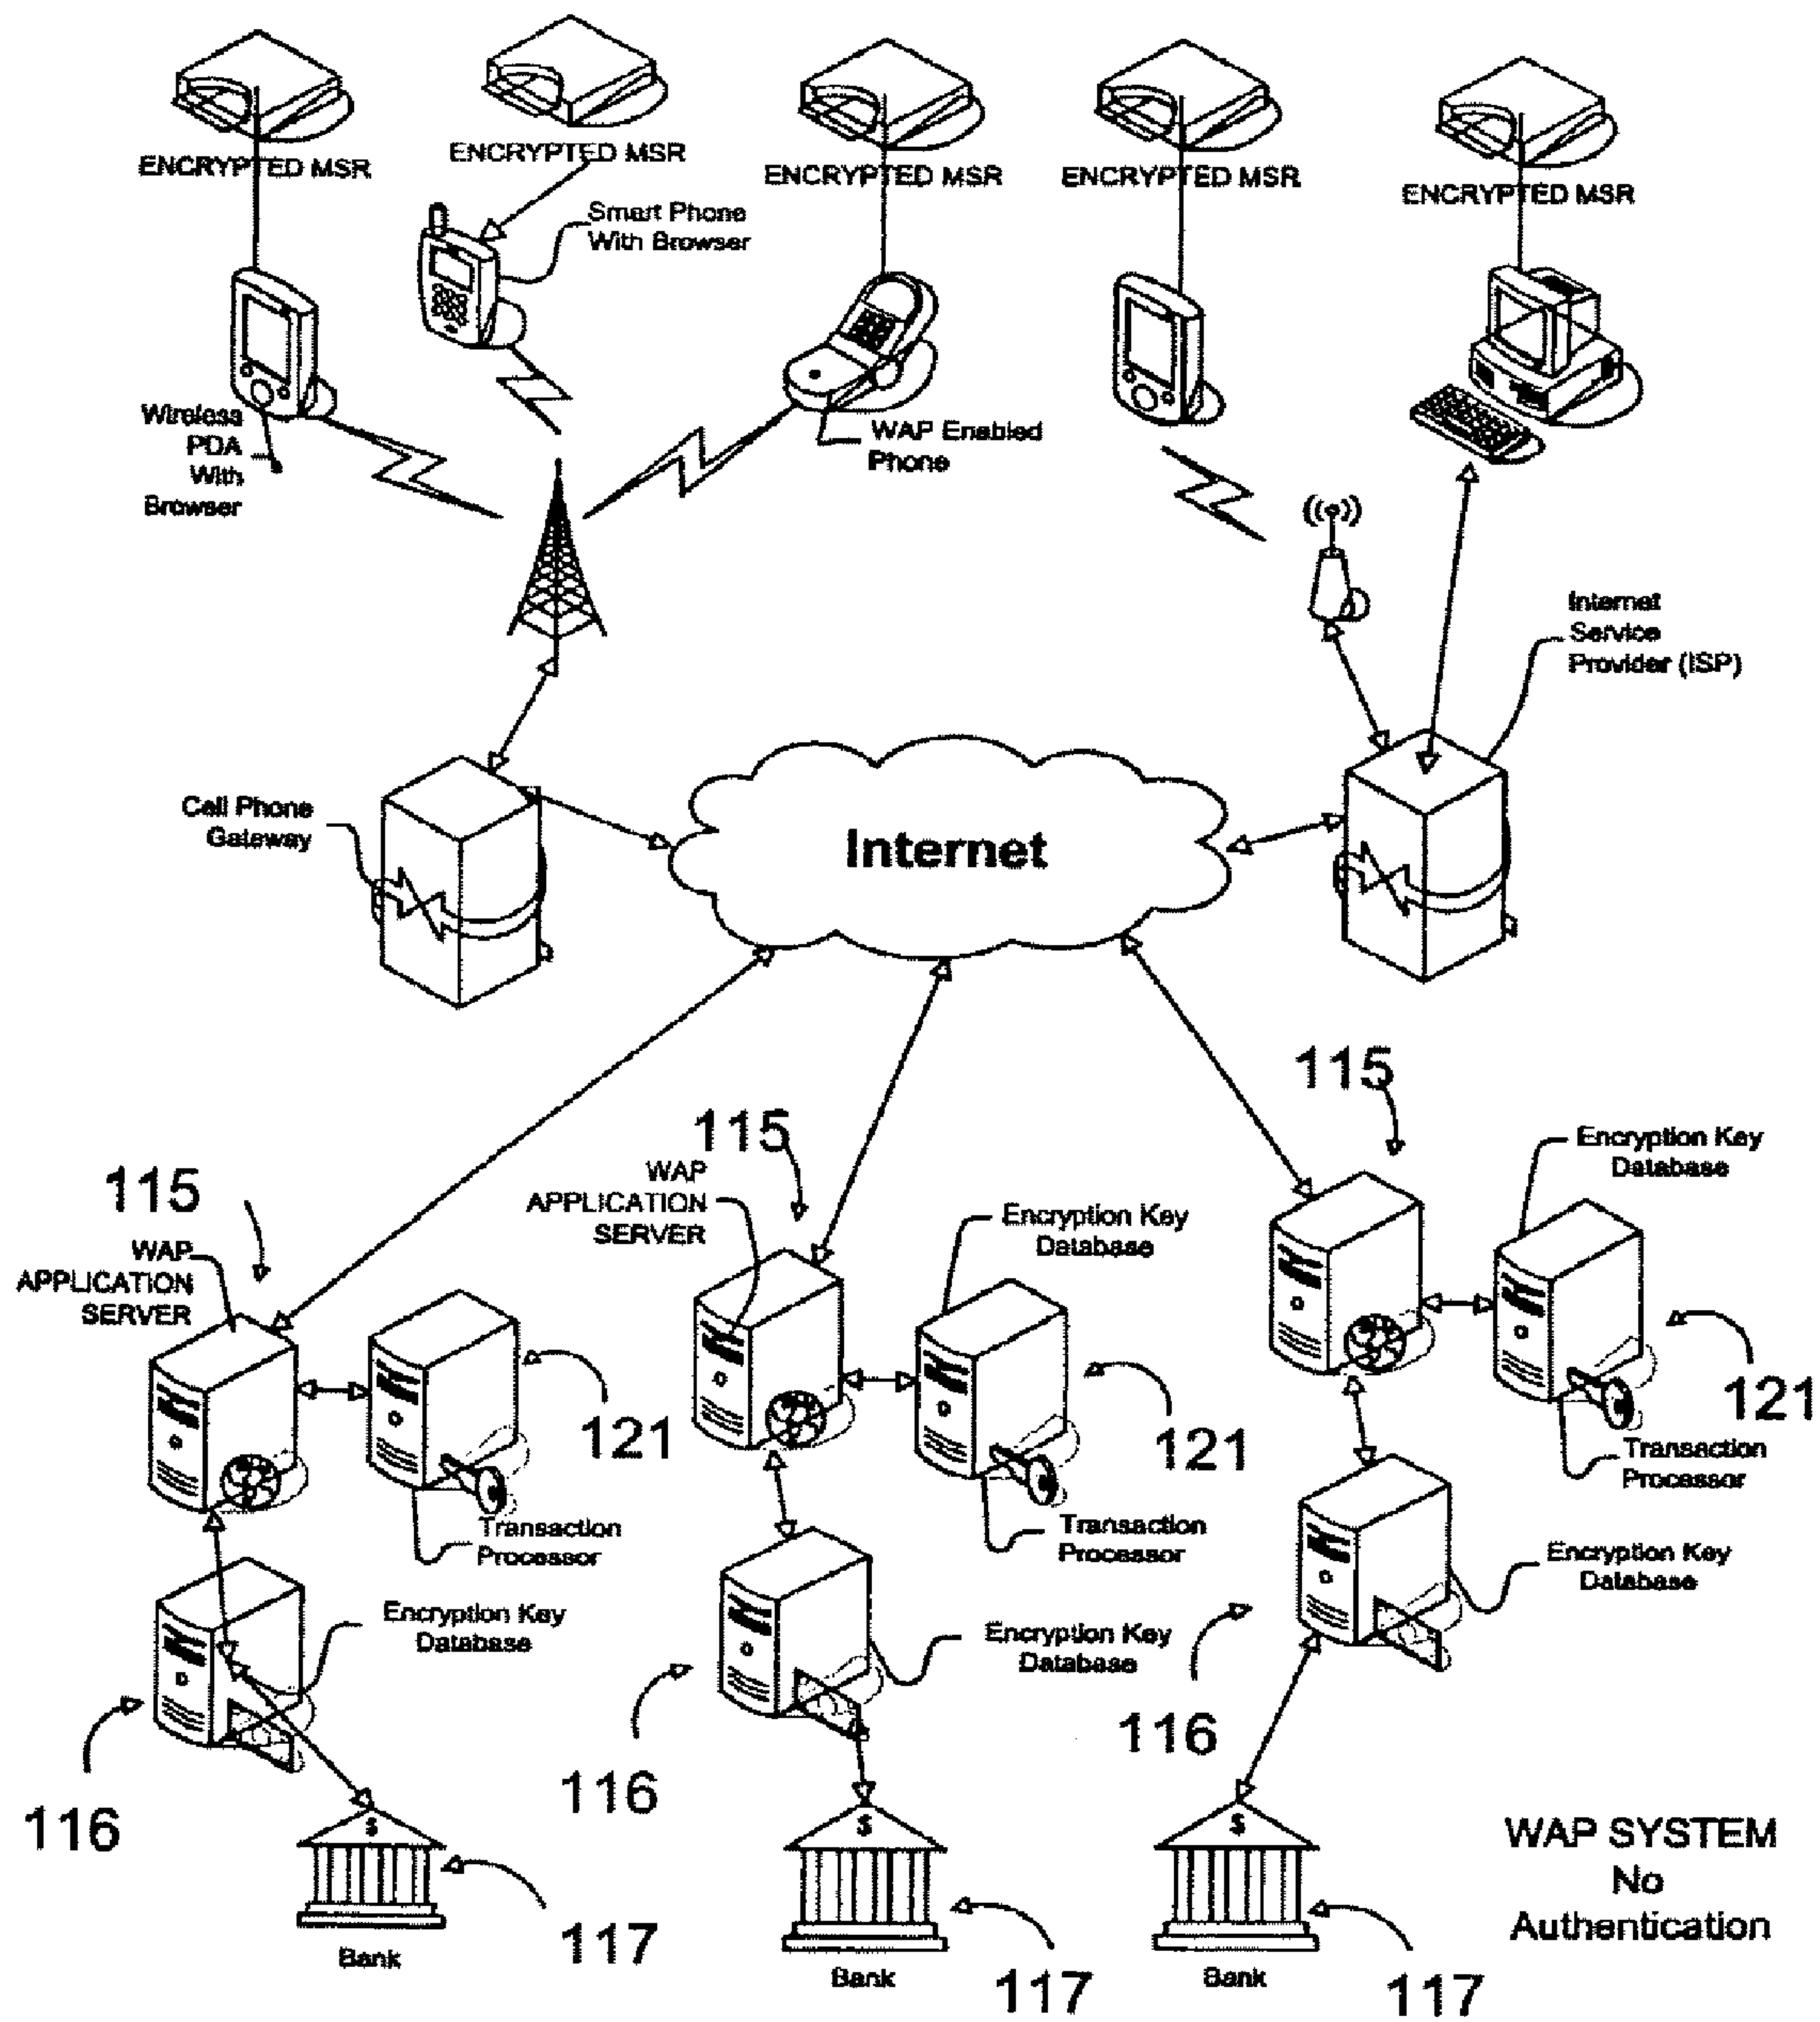 ENCRYPTED MSR
ENCRYPTED MSR
ENCRYPTED MSR
ENCRYPTED MSR
ENCRYPTED MSR
Smart Phone
With Browser
Wireless
PDA
With
Browser
WAP Enabled
Phone
Internet
Service
Provider (ISP)
Cell Phone
Gateway
Internet
115
115
115
WAP
APPLICATION
SERVER
WAP
APPLICATION
SERVER
Encryption Key
Database
Encryption Key
Database
121
121
121
Transaction
Processor
Transaction
Processor
Transaction
Processor
Encryption Key
Database
Encryption Key
Database
Encryption Key
Database
116
116
116
$
$
$
Bank
Bank
Bank
117
117
117
WAP SYSTEM
No
Authentication